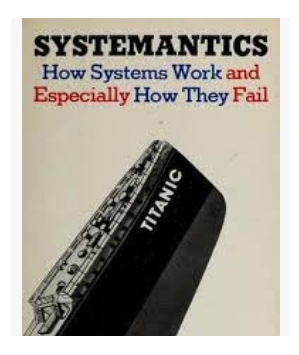 SYSTEMANTICS
How Systems Work and
Especially How They Fail
TITANIC